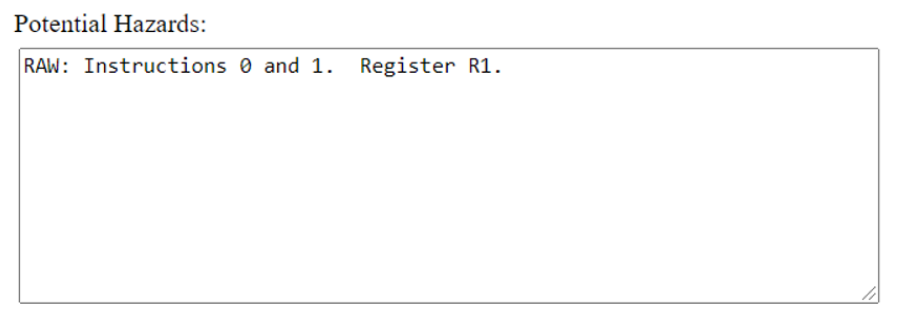 Potential Hazards:
RAW: Instructions 0 and 1.  Register R1.